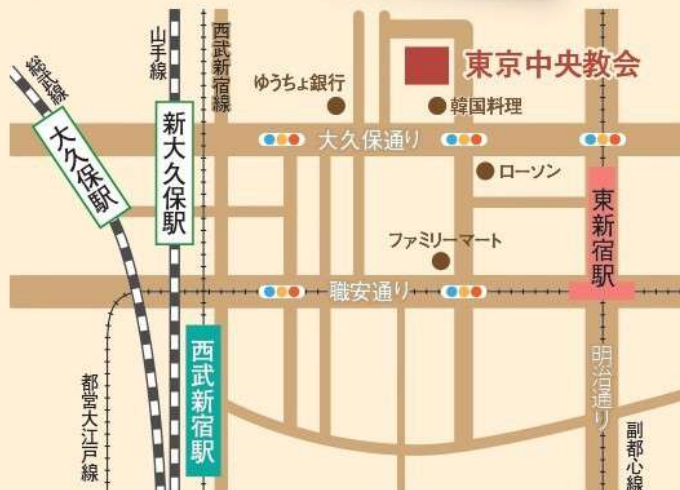 総武線
山手線
西武新宿線
東京中央教会
ゆうちょ銀行
韓国料理
大久保駅
新大久保駅
大久保通り
ローソン
東新宿駅
ファミリーマート
職安通り
西武新宿駅
明治通り
都営大江戸線
副都心線